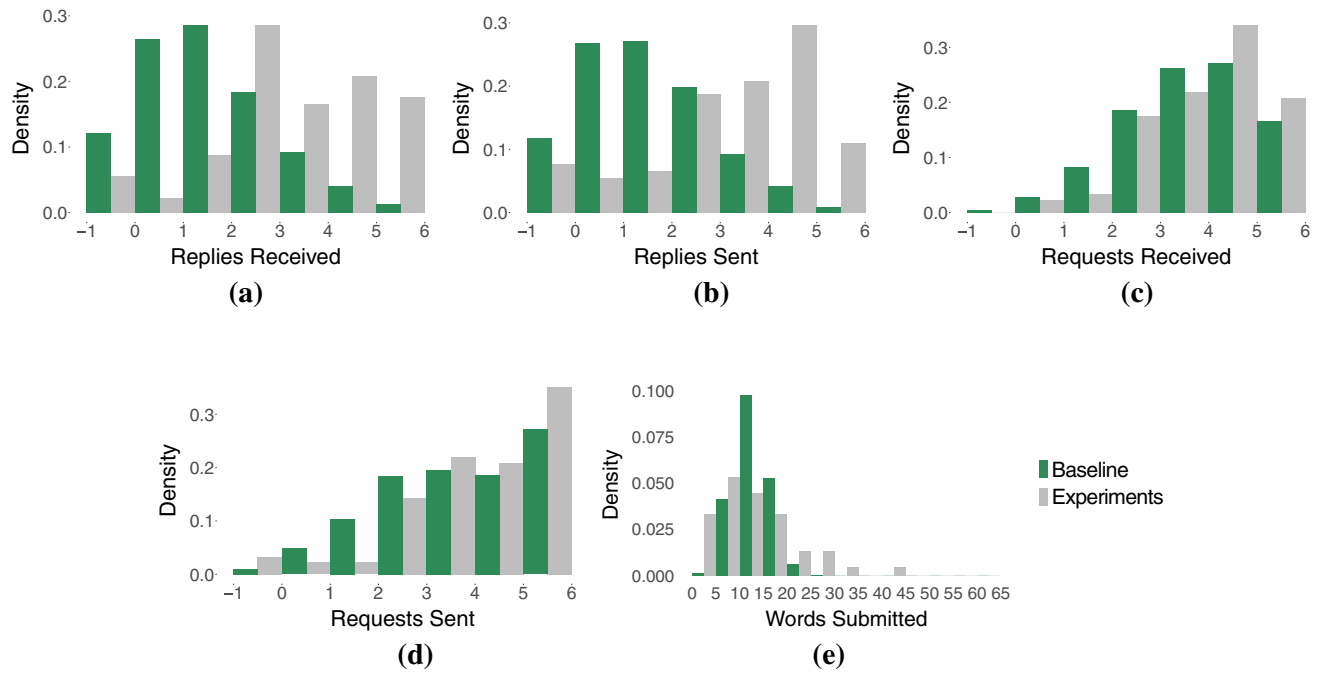 0.3
0.2
0.1
0.0
Density
−1 0 1 2 3 4 5 6
Replies Received
(a)
0.3
0.2
0.1
0.0
Density
−1 0 1 2 3 4 5 6
Replies Sent
(b)
0.3
0.2
0.1
0.0
Density
−1 0 1 2 3 4 5 6
Requests Received
(c)
0.3
0.2
0.1
0.0
Density
−1 0 1 2 3 4 5 6
Requests Sent
(d)
0.100
0.075
0.050
0.025
0.000
Density
0 5 10 15 20 25 30 35 40 45 50 55 60 65
Words Submitted
(e)
Baseline
Experiments